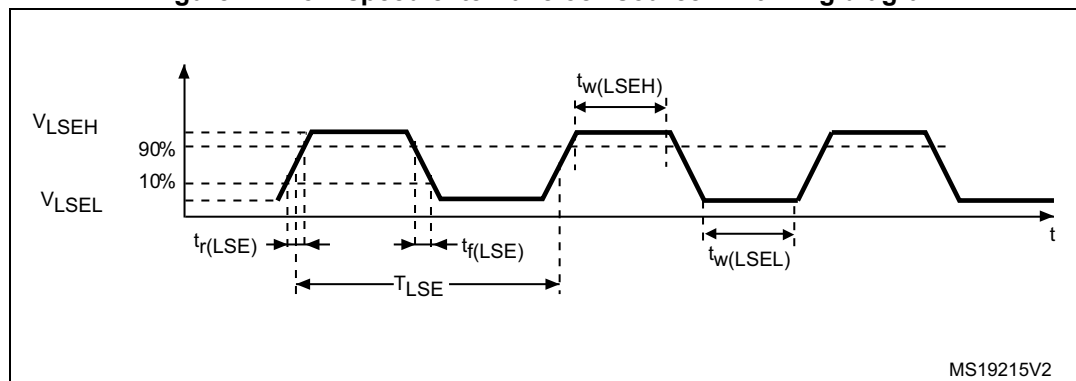 VLSEH
90%
10%
VLSEL
tr(LSE)
tf(LSE)
TLSE
tw(LSEH)
tw(LSEL)
t
MS19215V2